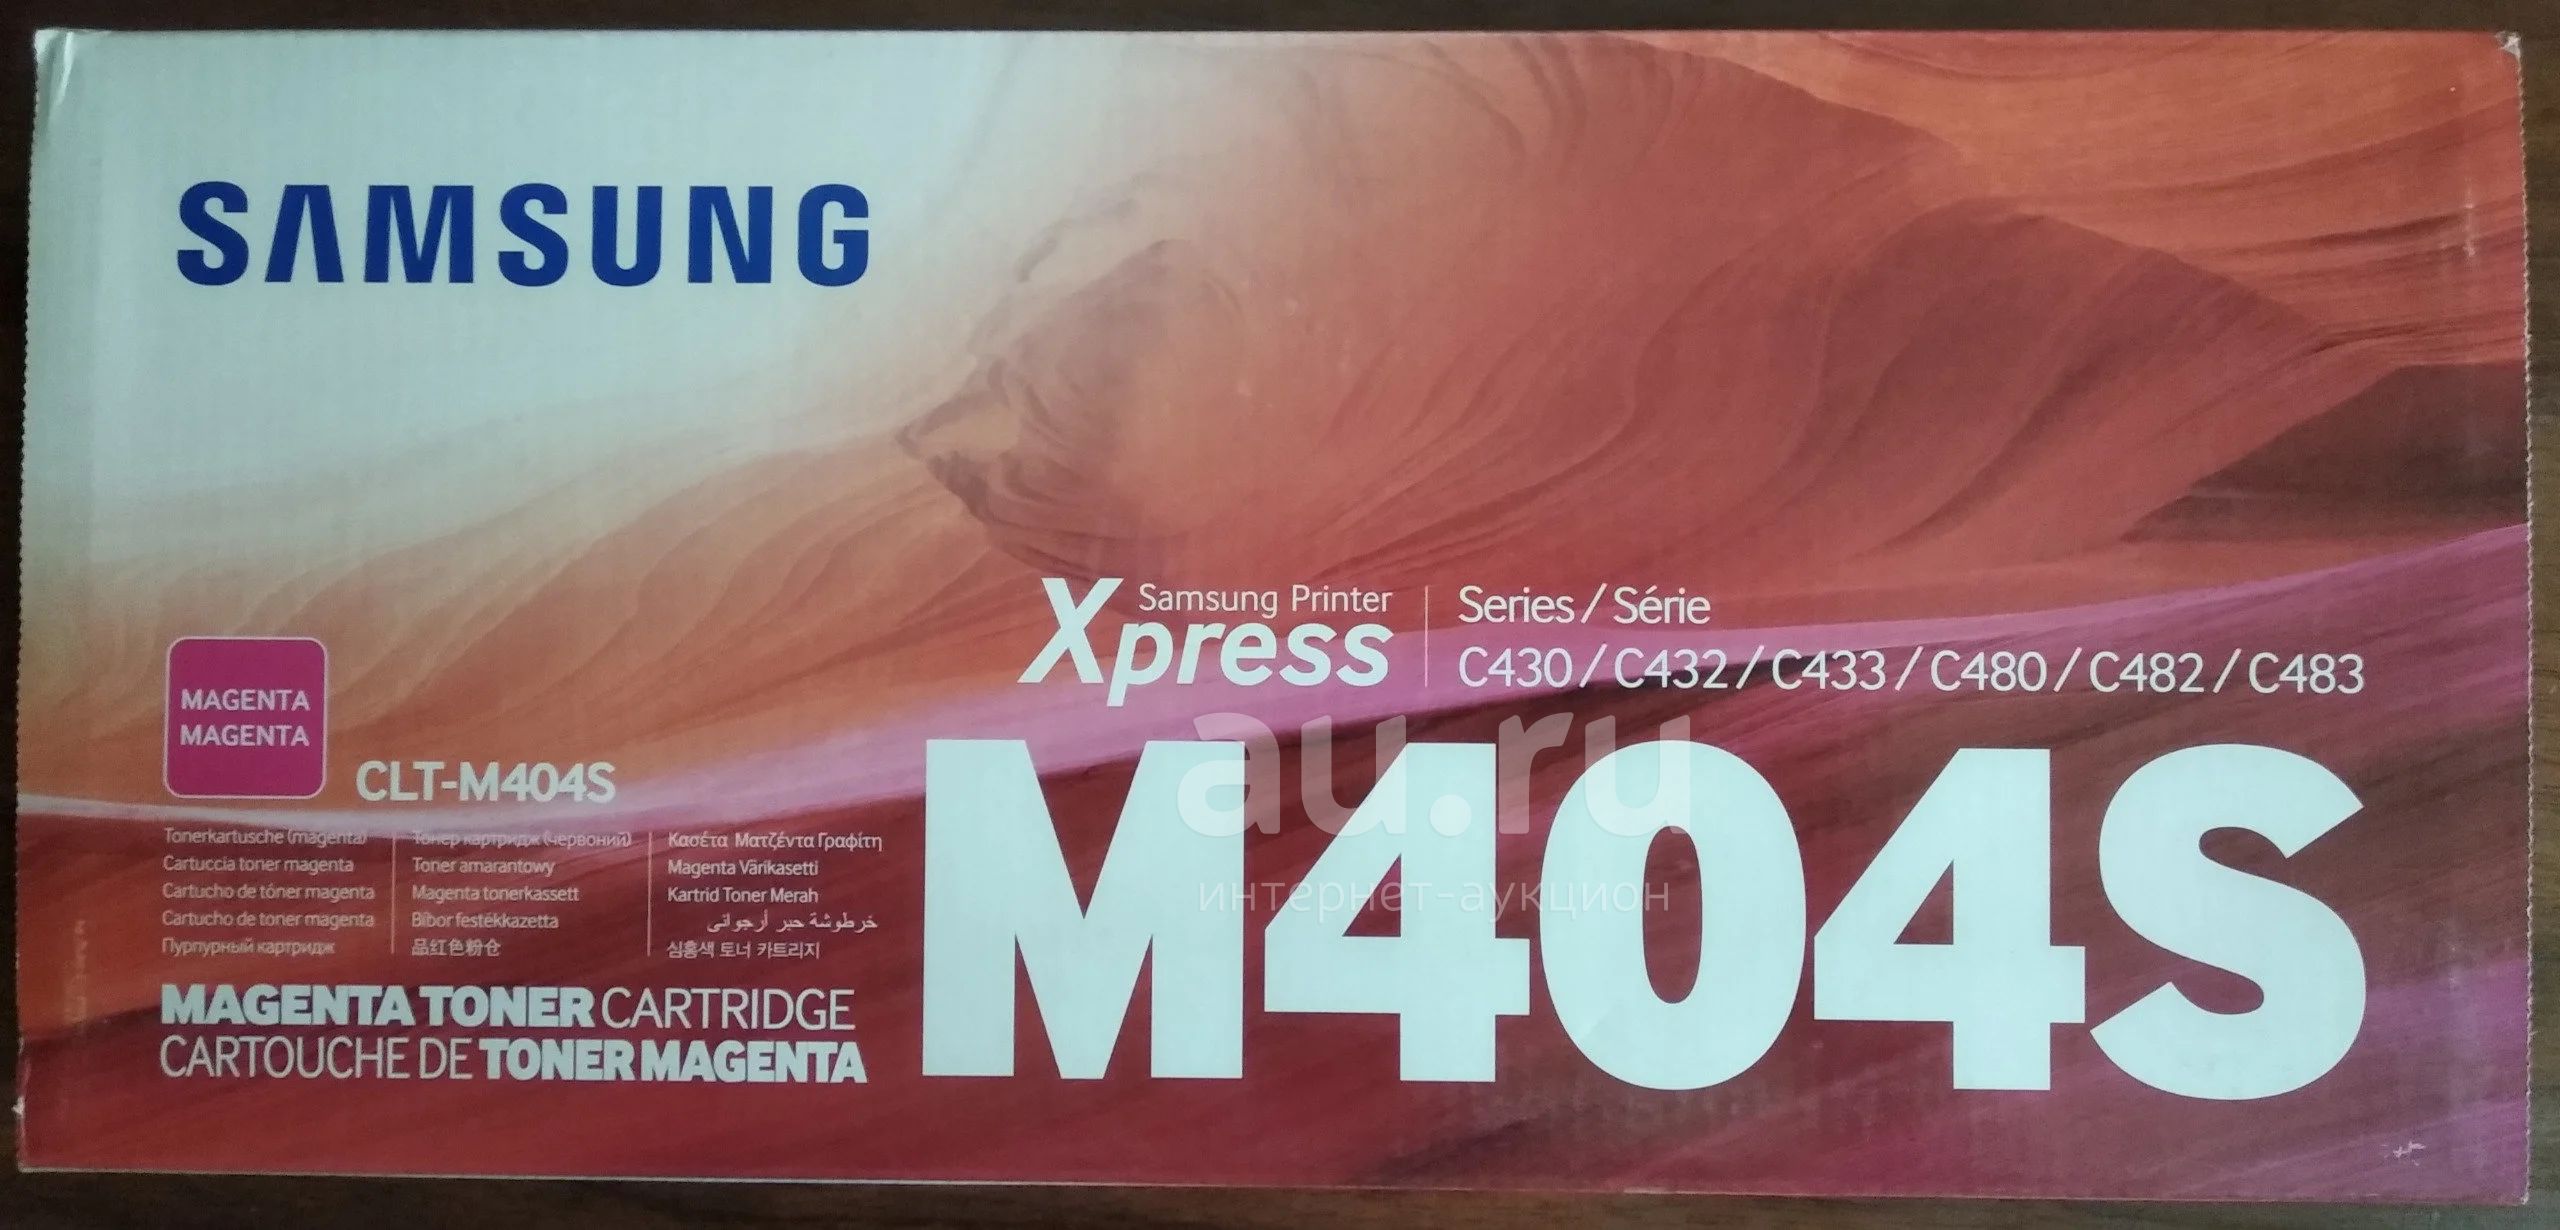 SAMSUNG
Samsung Printer
Xpress
Series / Série
C430 / C432 / C433 / C480 / C482 / C483
MAGENTA
MAGENTA
CLT-M404S
M404S
au.ru
интернет-аукцион
Tonerkartusche (magenta)
Cartuccia toner magenta
Cartucho de tóner magenta
Cartucho de toner magenta
Пурпурный картридж
Тонер картридж (червоний)
Toner amarantowy
Magenta tonerkassett
Bíbor festékkazetta
品红色粉仓
Κασέτα Ματζέντα Γραφίτη
Magenta Värikasetti
Kartrid Toner Merah
خرطوشة حبر أرجواني
심홍색 토너 카트리지
MAGENTA TONER CARTRIDGE
CARTOUCHE DE TONER MAGENTA